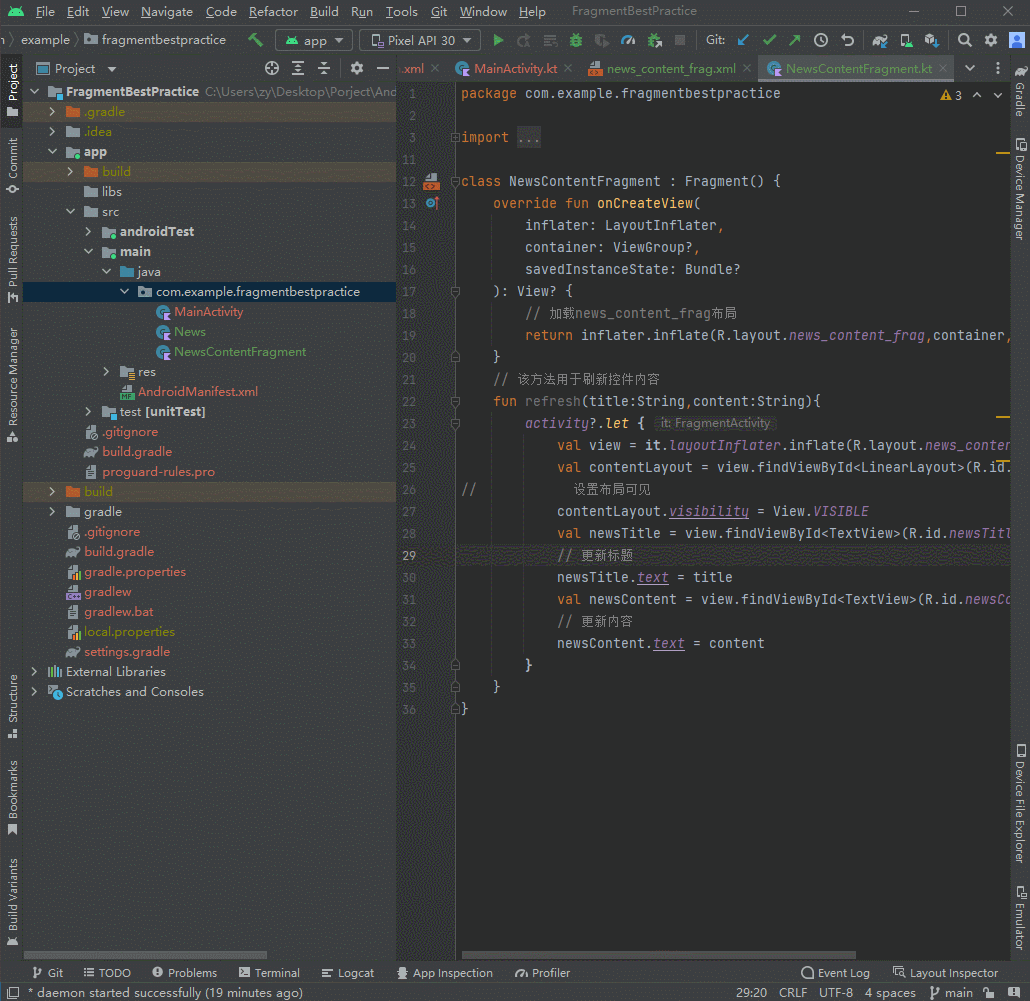 File Edit View Navigate Code Refactor Build Run Tools Git Window Help FragmentBestPractice
example fragmentbestpractice app Pixel API 30 Git:
Project
.xml MainActivity.kt news_content_frag.xml NewsContentFragment.kt
FragmentBestPractice C:\Users\zy\Desktop\Porject\And
.gradle
.idea
app
build
libs
src
androidTest
main
java
com.example.fragmentbestpractice
MainActivity
News
NewsContentFragment
res
AndroidManifest.xml
test [unitTest]
.gitignore
build.gradle
proguard-rules.pro
build
gradle
.gitignore
build.gradle
gradle.properties
gradlew
gradlew.bat
local.properties
settings.gradle
External Libraries
Scratches and Consoles
Project
Commit
Pull Requests
Resource Manager
Structure
Bookmarks
Build Variants
1 package com.example.fragmentbestpractice
3
2
3 import ...
11
12 class NewsContentFragment : Fragment() {
13 override fun onCreateView(
14 inflater: LayoutInflater,
15 container: ViewGroup?,
16 savedInstanceState: Bundle?
17 ): View? {
18 // 加载news_content_frag布局
19 return inflater.inflate(R.layout.news_content_frag,container,
20 }
21 // 该方法用于刷新控件内容
22 fun refresh(title:String,content:String){
23 activity?.let { it: FragmentActivity
24 val view = it.layoutInflater.inflate(R.layout.news_conten
25 val contentLayout = view.findViewById<LinearLayout>(R.id.
26 // 设置布局可见
27 contentLayout.visibility = View.VISIBLE
28 val newsTitle = view.findViewById<TextView>(R.id.newsTitl
29 // 更新标题
30 newsTitle.text = title
31 val newsContent = view.findViewById<TextView>(R.id.newsCo
32 // 更新内容
33 newsContent.text = content
34 }
35 }
36 }
Gradle
Device Manager
Device File Explorer
Emulator
Git TODO Problems Terminal Logcat App Inspection Profiler Event Log Layout Inspector
* daemon started successfully (19 minutes ago) 29:20 CRLF UTF-8 4 spaces main